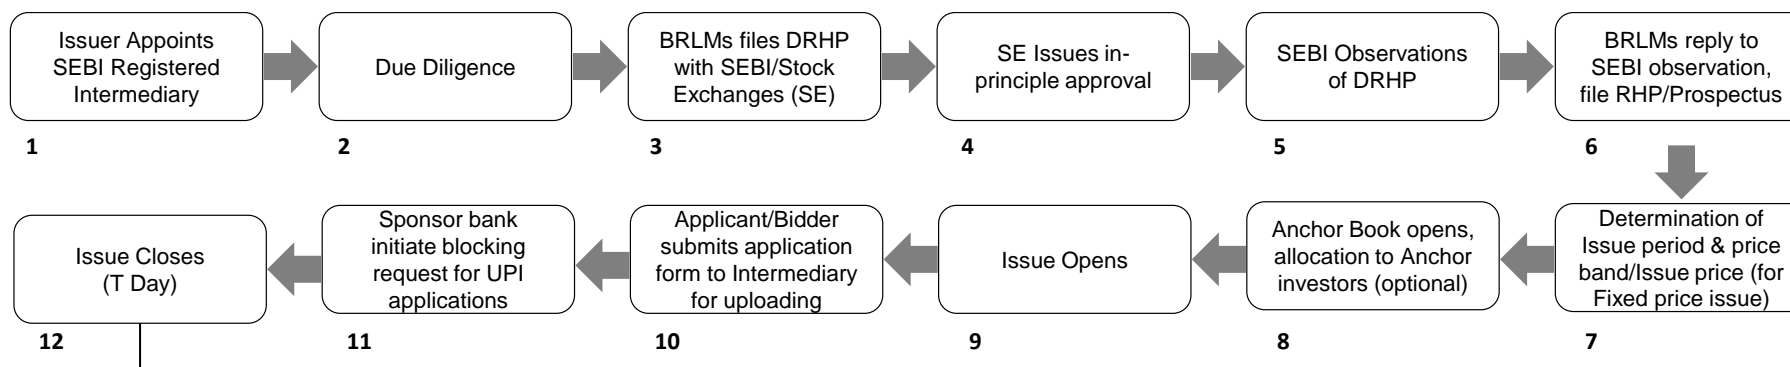 Issuer Appoints
SEBI Registered
Intermediary
1
Due Diligence
2
BRLMs files DRHP
with SEBI/Stock
Exchanges (SE)
3
SE Issues in-
principle approval
4
SEBI Observations
of DRHP
5
BRLMs reply to
SEBI observation,
file RHP/Prospectus
6
Determination of
Issue period & price
band/Issue price (for
Fixed price issue)
7
Anchor Book opens,
allocation to Anchor
investors (optional)
8
Issue Opens
9
Applicant/Bidder
submits application
form to Intermediary
for uploading
10
Sponsor bank
initiate blocking
request for UPI
applications
11
Issue Closes
(T Day)
12